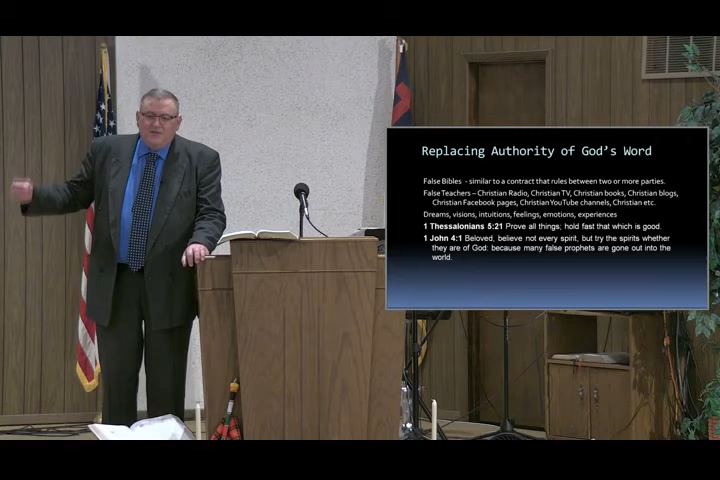 Replacing Authority of God's Word
False Bibles - similar to a contract that rules between two or more parties.
False Teachers – Christian Radio, Christian TV, Christian books, Christian blogs,
Christian Facebook pages, Christian YouTube channels, Christian etc.
Dreams, visions, intuitions, feelings, emotions, experiences
1 Thessalonians 5:21 Prove all things; hold fast that which is good.
1 John 4:1 Beloved, believe not every spirit, but try the spirits whether
they are of God: because many false prophets are gone out into the
world.